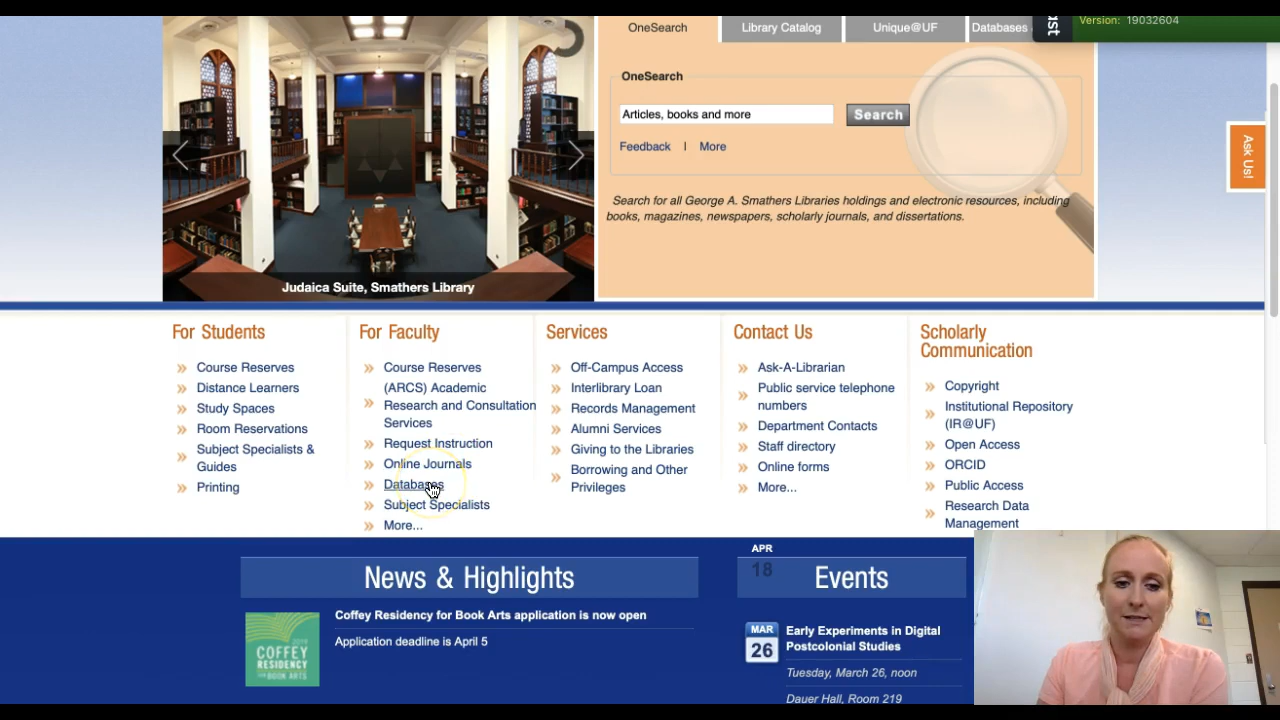 OneSearch
Library Catalog
Unique@UF
Databases
Version: 19032604
OneSearch
Articles, books and more
Search
Feedback | More
Search for all George A. Smathers Libraries holdings and electronic resources, including
books, magazines, newspapers, scholarly journals, and dissertations.
Ask Us!
Judaica Suite, Smathers Library
For Students
Course Reserves
Distance Learners
Study Spaces
Room Reservations
Subject Specialists &
Guides
Printing
For Faculty
Course Reserves
(ARCS) Academic
Research and Consultation
Services
Request Instruction
Online Journals
Databases
Subject Specialists
More...
Services
Off-Campus Access
Interlibrary Loan
Records Management
Alumni Services
Giving to the Libraries
Borrowing and Other
Privileges
Contact Us
Ask-A-Librarian
Public service telephone
numbers
Department Contacts
Staff directory
Online forms
More...
Scholarly
Communication
Copyright
Institutional Repository
(IR@UF)
Open Access
ORCID
Public Access
Research Data
Management
News & Highlights
COFFEY
RESIDENCY
FOR BOOK ARTS
Coffey Residency for Book Arts application is now open
Application deadline is April 5
APR
18
Events
MAR
26
Early Experiments in Digital
Postcolonial Studies
Tuesday, March 26, noon
Dauer Hall, Room 219